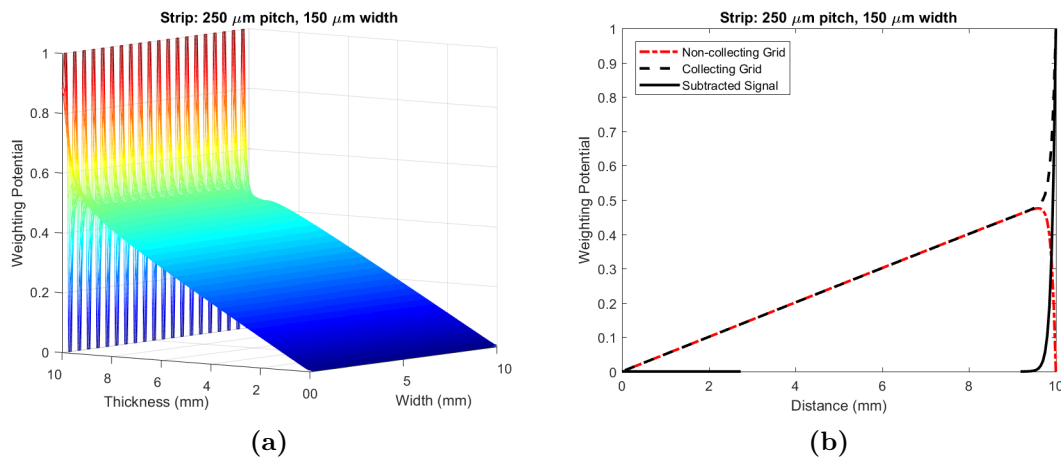 Strip: 250 μm pitch, 150 μm width
1
0.8
0.6
0.4
0.2
0
Weighting Potential
10
8
6
4
2
0
0
5
10
Thickness (mm)
Width (mm)
(a)
Strip: 250 μm pitch, 150 μm width
Non-collecting Grid
Collecting Grid
Subtracted Signal
1
0.9
0.8
0.7
0.6
0.5
0.4
0.3
0.2
0.1
0
Weighting Potential
0
2
4
6
8
10
Distance (mm)
(b)